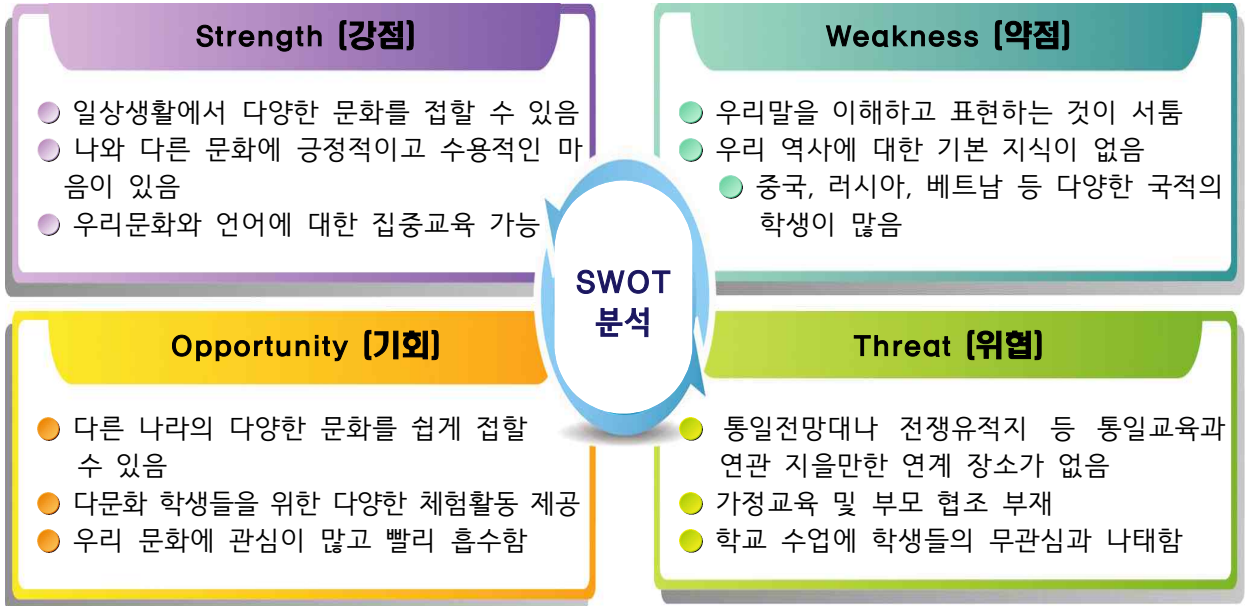 Strength (강점)
일상생활에서 다양한 문화를 접할 수 있음
나와 다른 문화에 긍정적이고 수용적인 마
음이 있음
우리문화와 언어에 대한 집중교육 가능
Weakness (약점)
우리말을 이해하고 표현하는 것이 서툼
우리 역사에 대한 기본 지식이 없음
중국, 러시아, 베트남 등 다양한 국적의
학생이 많음
SWOT
분석
Opportunity (기회)
다른 나라의 다양한 문화를 쉽게 접할
수 있음
다문화 학생들을 위한 다양한 체험활동 제공
우리 문화에 관심이 많고 빨리 흡수함
Threat (위협)
통일전망대나 전쟁유적지 등 통일교육과
연관 지을만한 연계 장소가 없음
가정교육 및 부모 협조 부재
학교 수업에 학생들의 무관심과 나태함